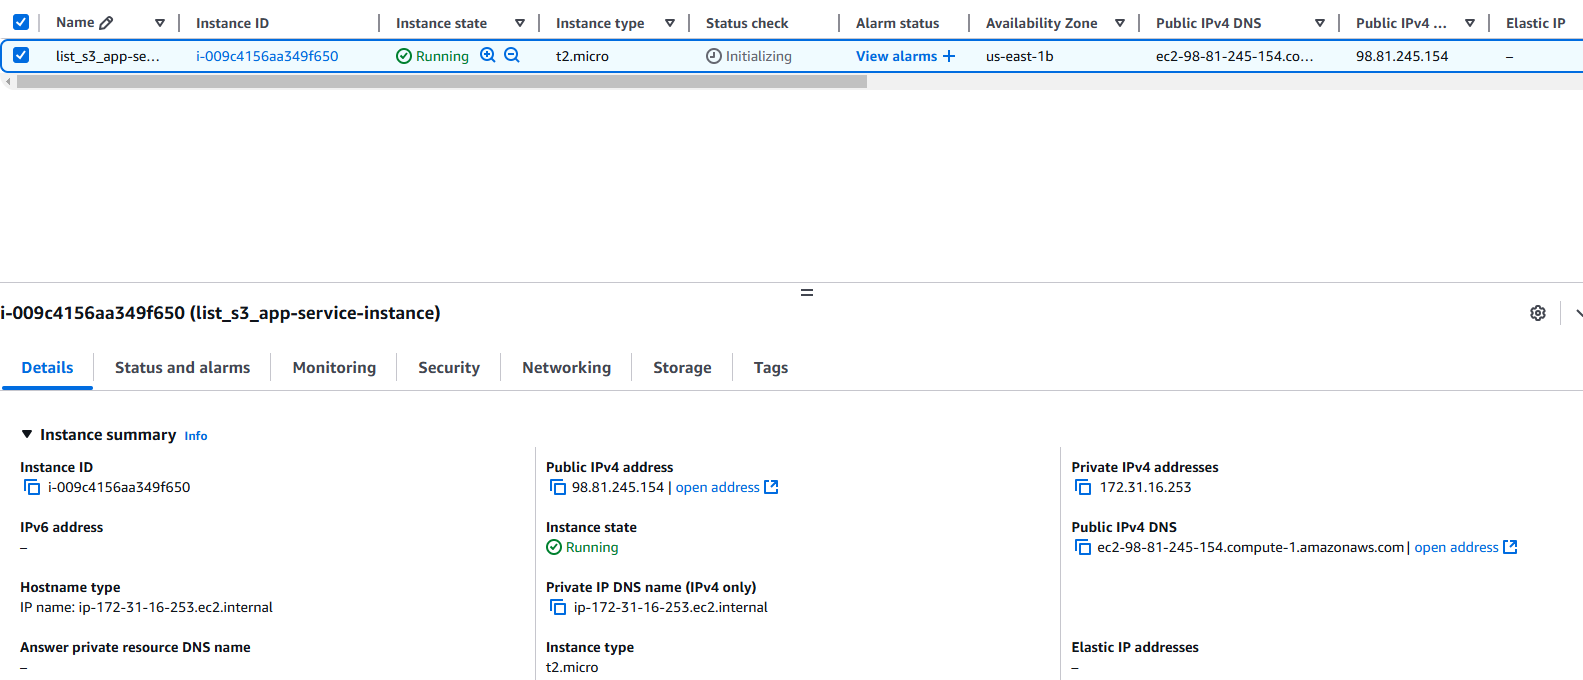 Name Instance ID Instance state Instance type Status check Alarm status Availability Zone Public IPv4 DNS Public IPv4 ... Elastic IP
list_s3_app-se... i-009c4156aa349f650 Running t2.micro Initializing View alarms + us-east-1b ec2-98-81-245-154.co... 98.81.245.154 –
i-009c4156aa349f650 (list_s3_app-service-instance)
Details Status and alarms Monitoring Security Networking Storage Tags
Instance summary Info
Instance ID
i-009c4156aa349f650
Public IPv4 address
98.81.245.154 | open address
Private IPv4 addresses
172.31.16.253
IPv6 address
–
Instance state
Running
Public IPv4 DNS
ec2-98-81-245-154.compute-1.amazonaws.com | open address
Hostname type
IP name: ip-172-31-16-253.ec2.internal
Private IP DNS name (IPv4 only)
ip-172-31-16-253.ec2.internal
Answer private resource DNS name
–
Instance type
t2.micro
Elastic IP addresses
–